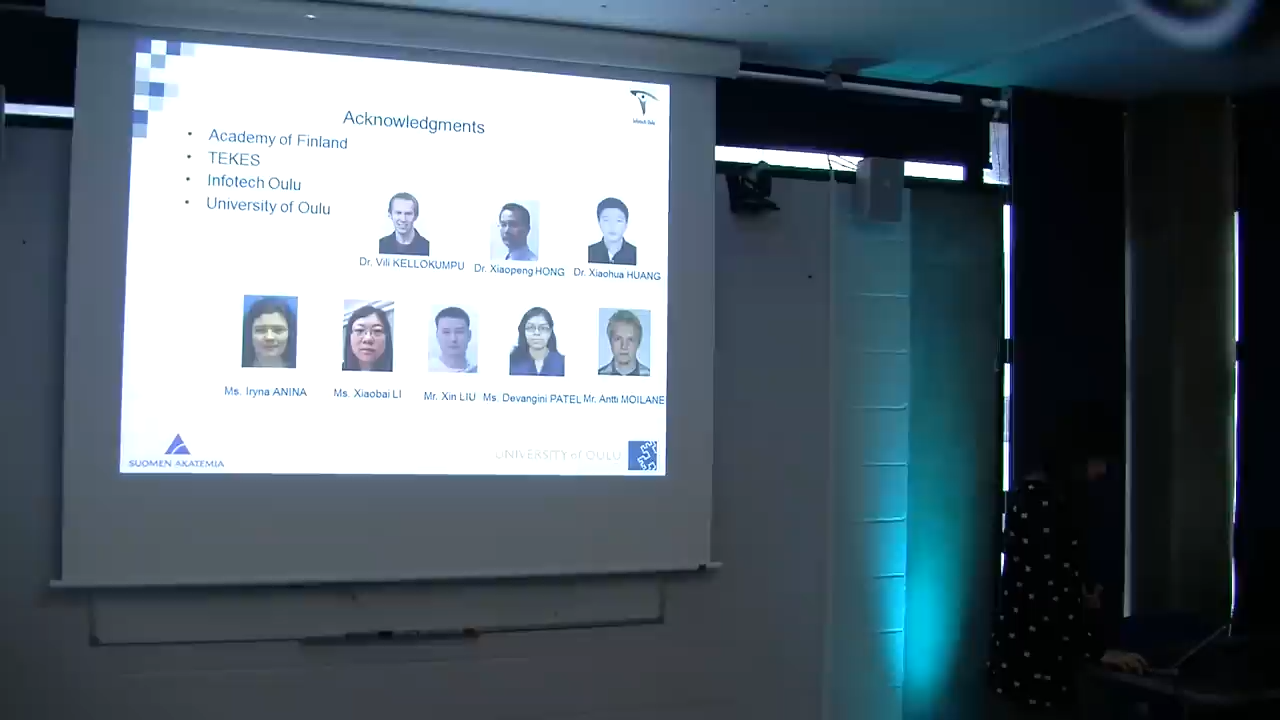 Acknowledgments
Infotech Oulu
• Academy of Finland
• TEKES
• Infotech Oulu
• University of Oulu
Dr. Vili KELLOKUMPU
Dr. Xiaopeng HONG
Dr. Xiaohua HUANG
Ms. Iryna ANINA
Ms. Xiaobai LI
Mr. Xin LIU
Ms. Devangini PATEL
Mr. Antti MOILANE
SUOMEN AKATEMIA
UNIVERSITY of OULU